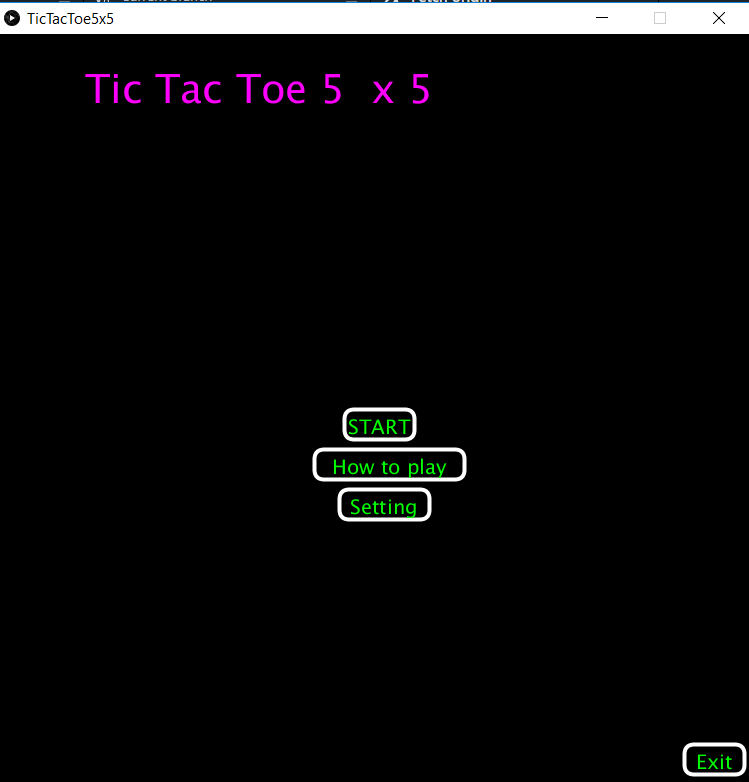 TicTacToe5x5
Tic Tac Toe 5 x 5
START
How to play
Setting
Exit